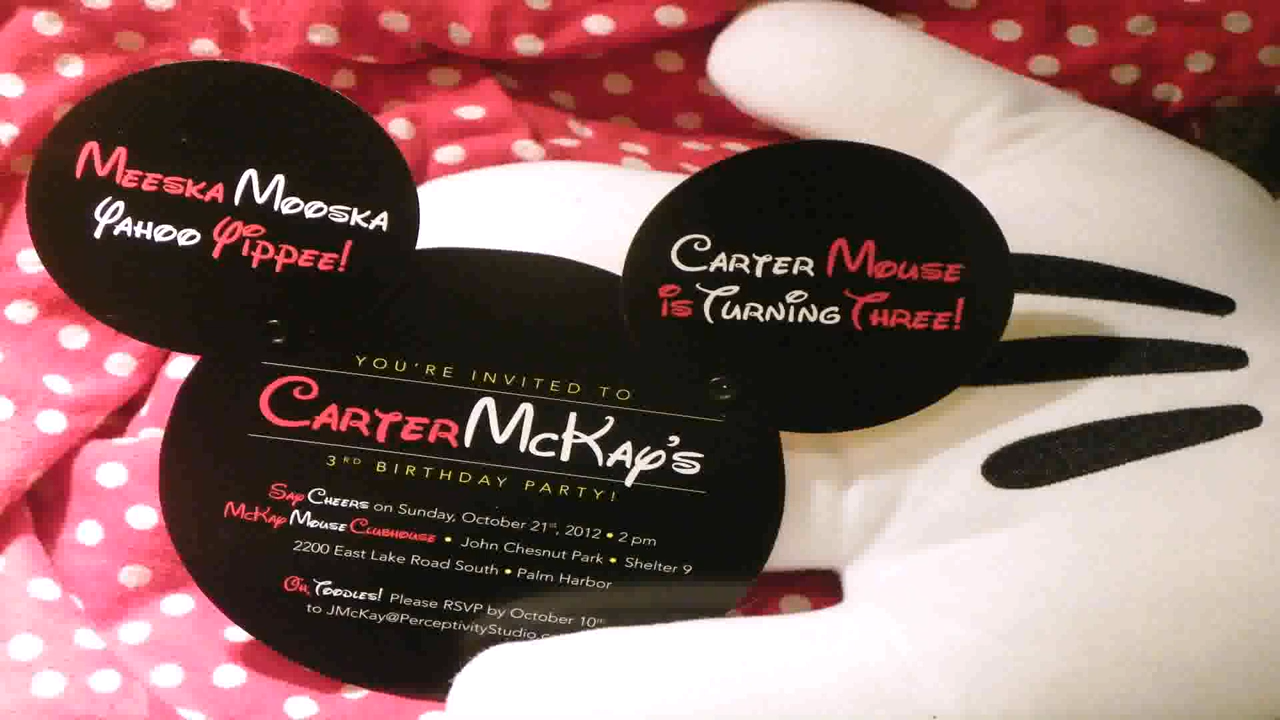 Meeska Mooska
Yahoo Yippee!
Carter Mouse
is Turning Three!
YOU'RE INVITED TO
Carter McKay's
3RD BIRTHDAY PARTY!
Say Cheers on Sunday, October 21st, 2012 • 2 pm
McKay Mouse Clubhouse • John Chesnut Park • Shelter 9
2200 East Lake Road South • Palm Harbor
Oh, Toodles! Please RSVP by October 10th
to JMcKay@PerceptivityStudio.c